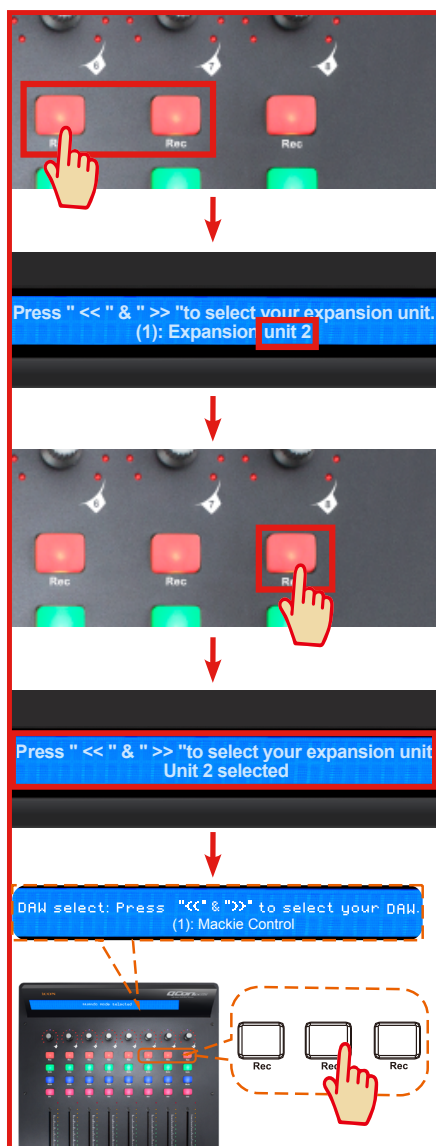 6 7 8
Rec Rec Rec
Press " << " & " >> "to select your expansion unit.
(1): Expansion unit 2
6 7 8
Rec Rec Rec
Press " << " & " >> "to select your expansion unit
Unit 2 selected
DAW select: Press "<<" & ">>" to select your DAW.
(1): Mackie Control
QCon
Rec Rec Rec